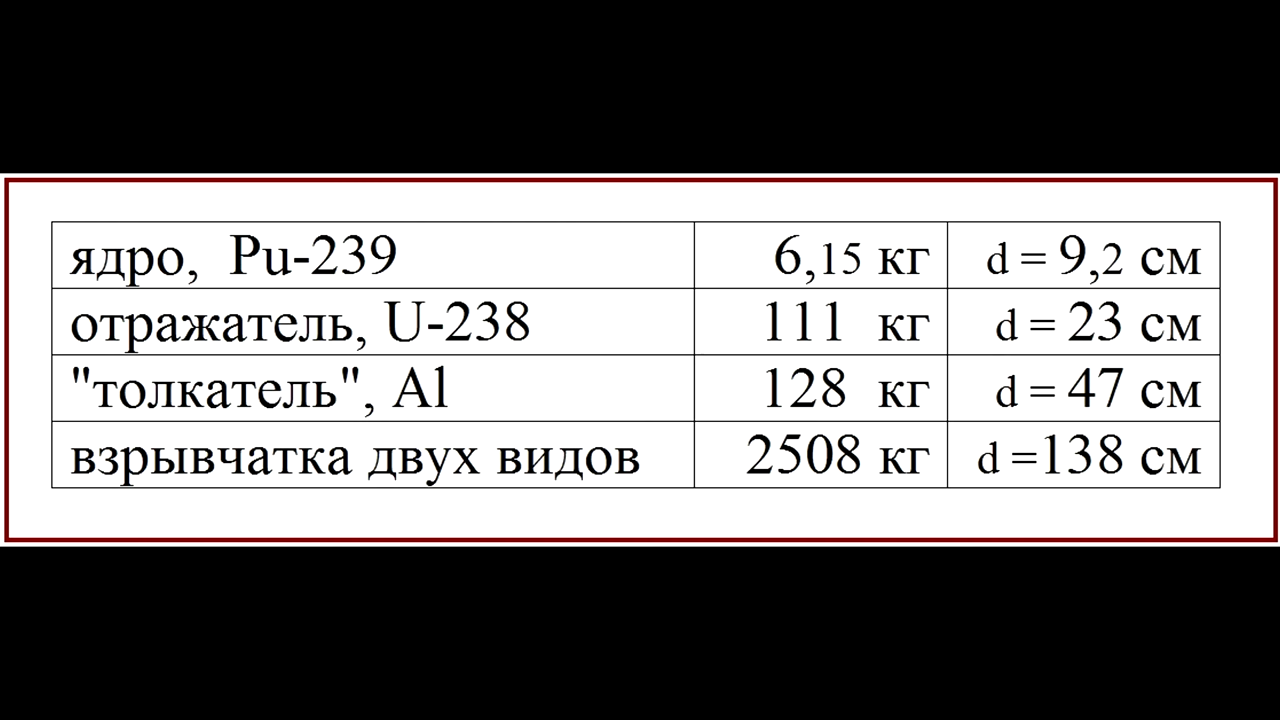 ядро, Pu-239 6,15 кг d = 9,2 см
отражатель, U-238 111 кг d = 23 см
"толкатель", Al 128 кг d = 47 см
взрывчатка двух видов 2508 кг d =138 см